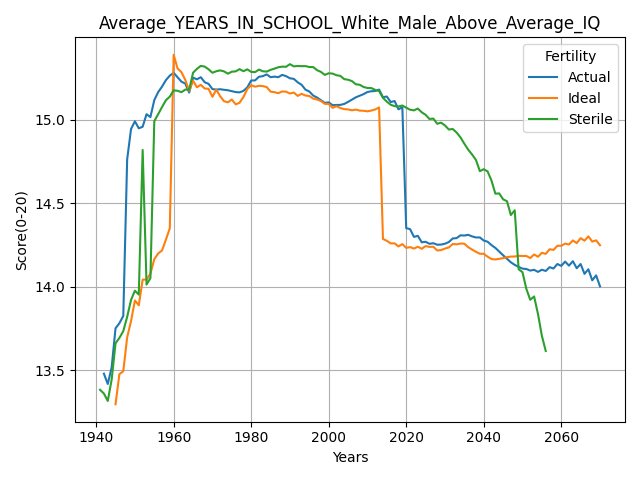 Average_YEARS_IN_SCHOOL_White_Male_Above_Average_IQ
Fertility
Actual
Ideal
Sterile
Score(0-20)
15.0
14.5
14.0
13.5
1940
1960
1980
2000
2020
2040
2060
Years